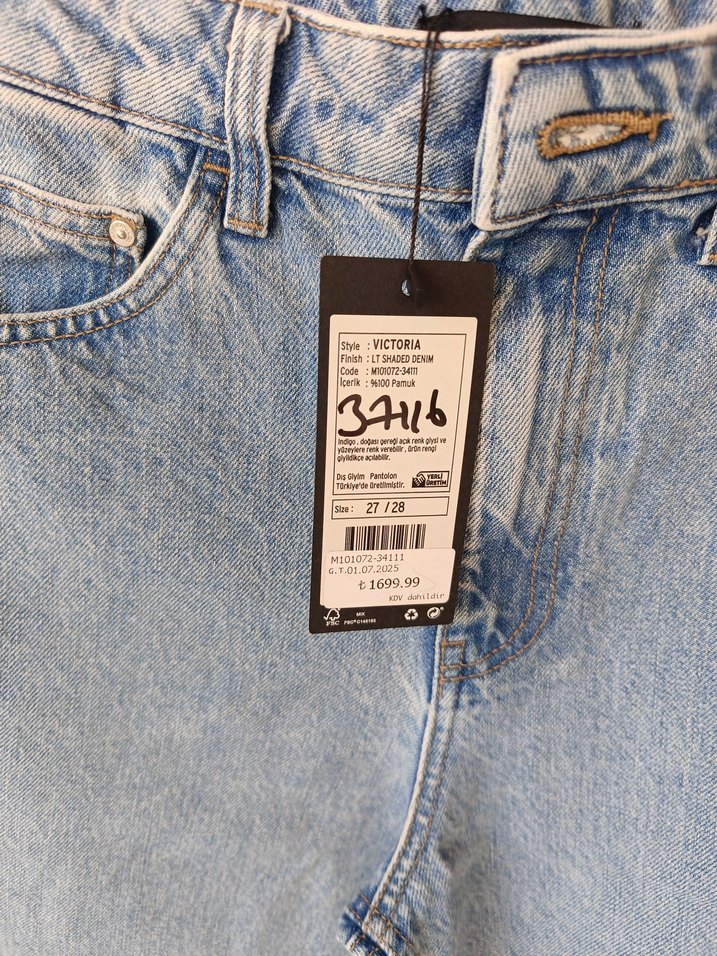 Style : VICTORIA
Finish : LT SHADED DENIM
Code : M101072-34111
İçerik : %100 Pamuk
37116
Indigo , doğası gereği açık renk giysi ve
yüzeylere renk verebilir , ürün rengi
giyildikçe açılabilir.
Dış Giyim Pantolon
Türkiye'de üretilmiştir.
YERLİ
ÜRETİM
Size : 27 / 28
M101072-34111
G.T.01.07.2025
₺1699.99
KDV dahildir
FSC
MIX
FSC® C145183